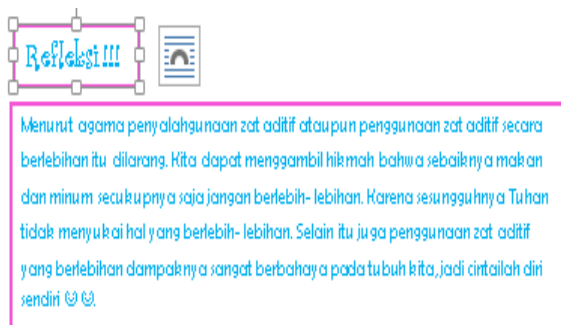 Refleksi !!!
Menurut agama penyalahgunaan zat aditif ataupun penggunaan zat aditif secara
berlebihan itu dilarang. Kita dapat menggambil hikmah bahwa sebaiknya makan
dan minum secukupnya saja jangan berlebih- lebihan. Karena sesungguhnya Tuhan
tidak menyukai hal yang berlebih- lebihan. Selain itu juga penggunaan zat aditif
yang berlebihan dampaknya sangat berbahaya pada tubuh kita, jadi cintailah diri
sendiri ☺☺.